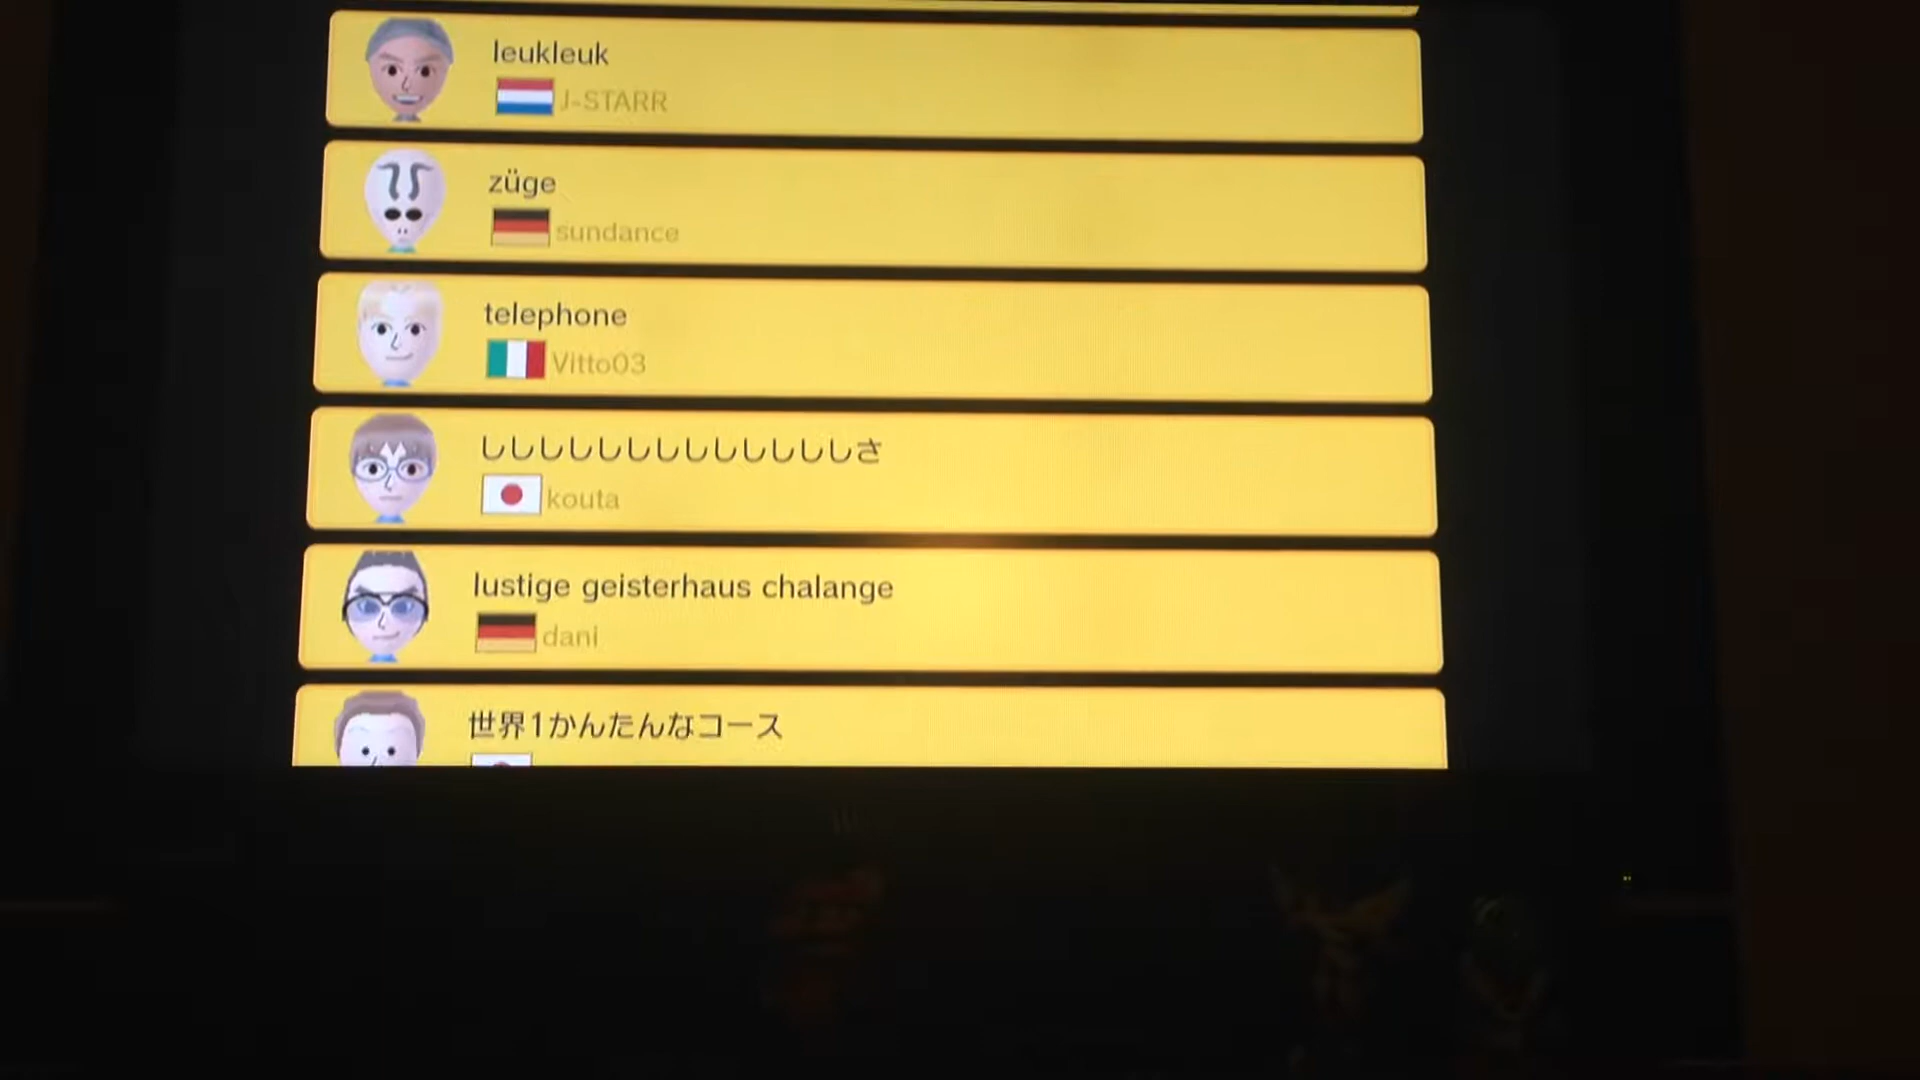 leukleuk
J-STARR
züge
sundance
telephone
Vitto03
しししししししししししししさ
kouta
lustige geisterhaus chalange
dani
世界1かんたんなコース